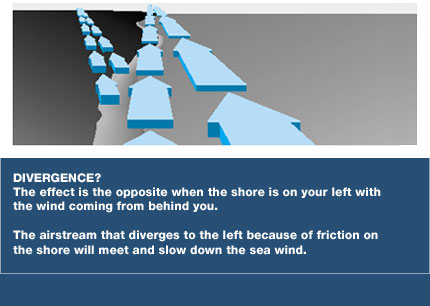 DIVERGENCE?
The effect is the opposite when the shore is on your left with
the wind coming from behind you.
The airstream that diverges to the left because of friction on
the shore will meet and slow down the sea wind.